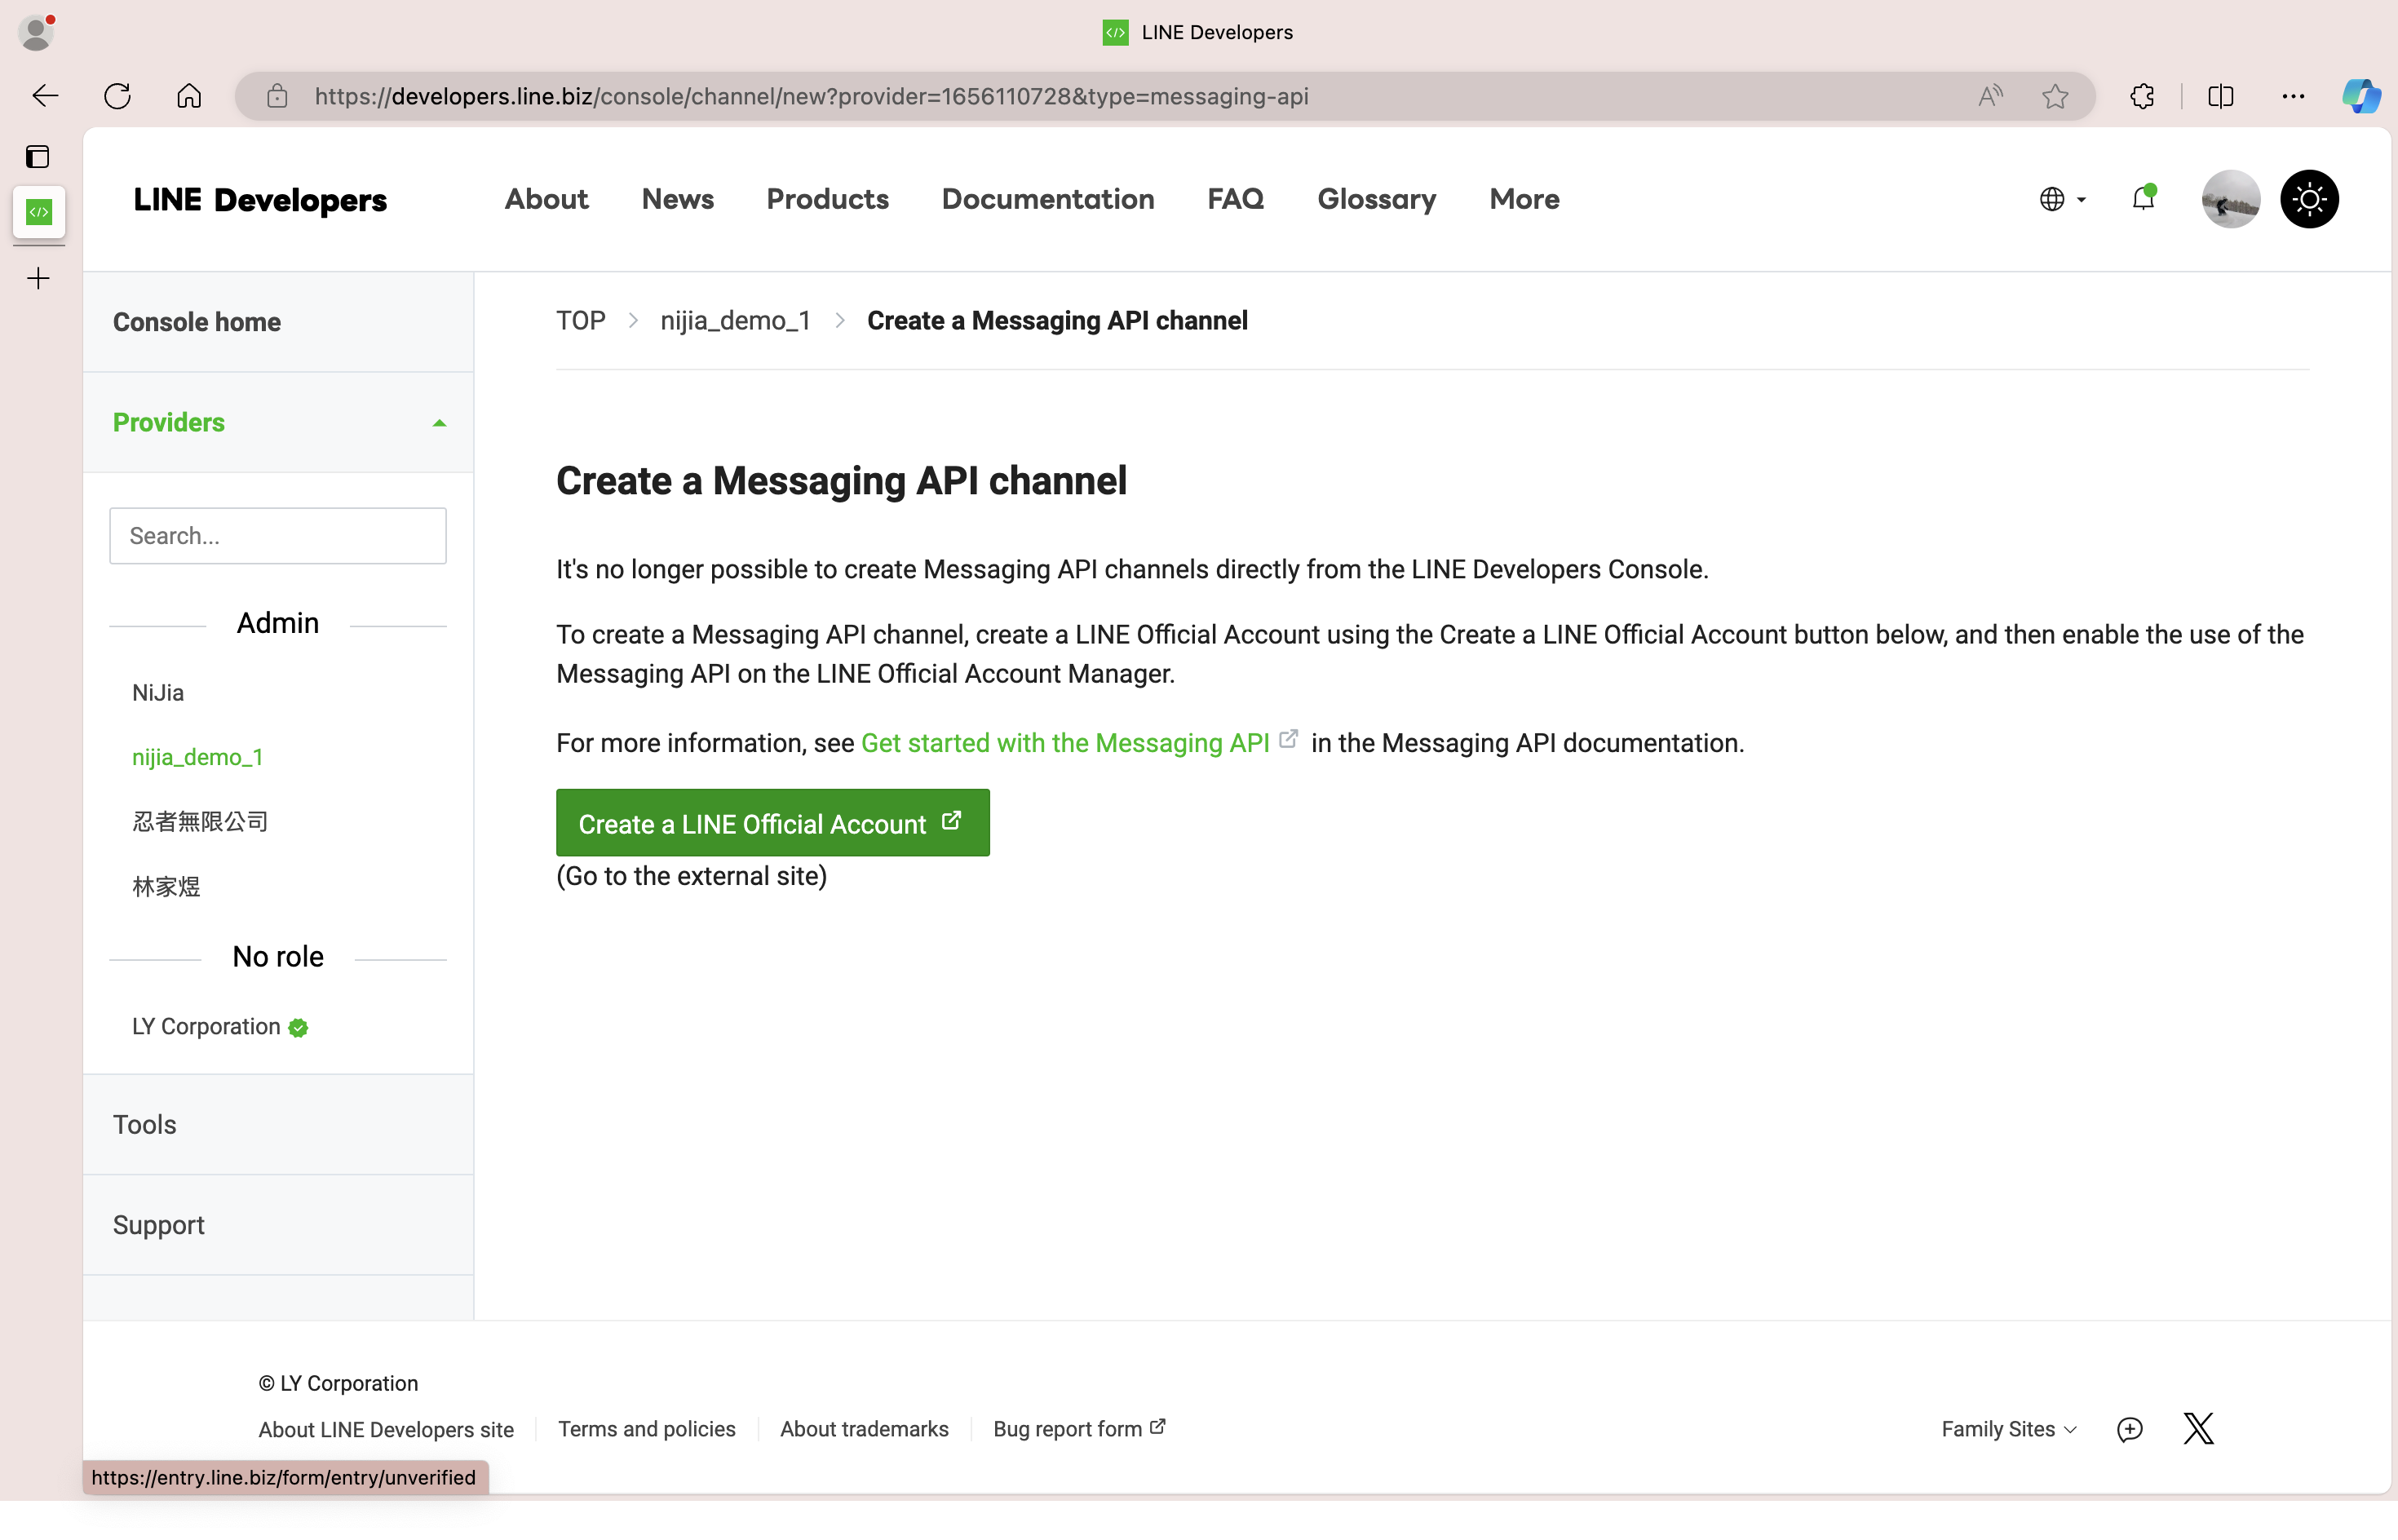 LINE Developers
https://developers.line.biz/console/channel/new?provider=1656110728&type=messaging-api
LINE Developers
About
News
Products
Documentation
FAQ
Glossary
More
Console home
Providers
Search...
Admin
NiJia
nijia_demo_1
忍者無限公司
林家煜
No role
LY Corporation
Tools
Support
TOP > nijia_demo_1 > Create a Messaging API channel
Create a Messaging API channel
It's no longer possible to create Messaging API channels directly from the LINE Developers Console.
To create a Messaging API channel, create a LINE Official Account using the Create a LINE Official Account button below, and then enable the use of the
Messaging API on the LINE Official Account Manager.
For more information, see Get started with the Messaging API in the Messaging API documentation.
Create a LINE Official Account
(Go to the external site)
© LY Corporation
About LINE Developers site
Terms and policies
About trademarks
Bug report form
Family Sites
https://entry.line.biz/form/entry/unverified